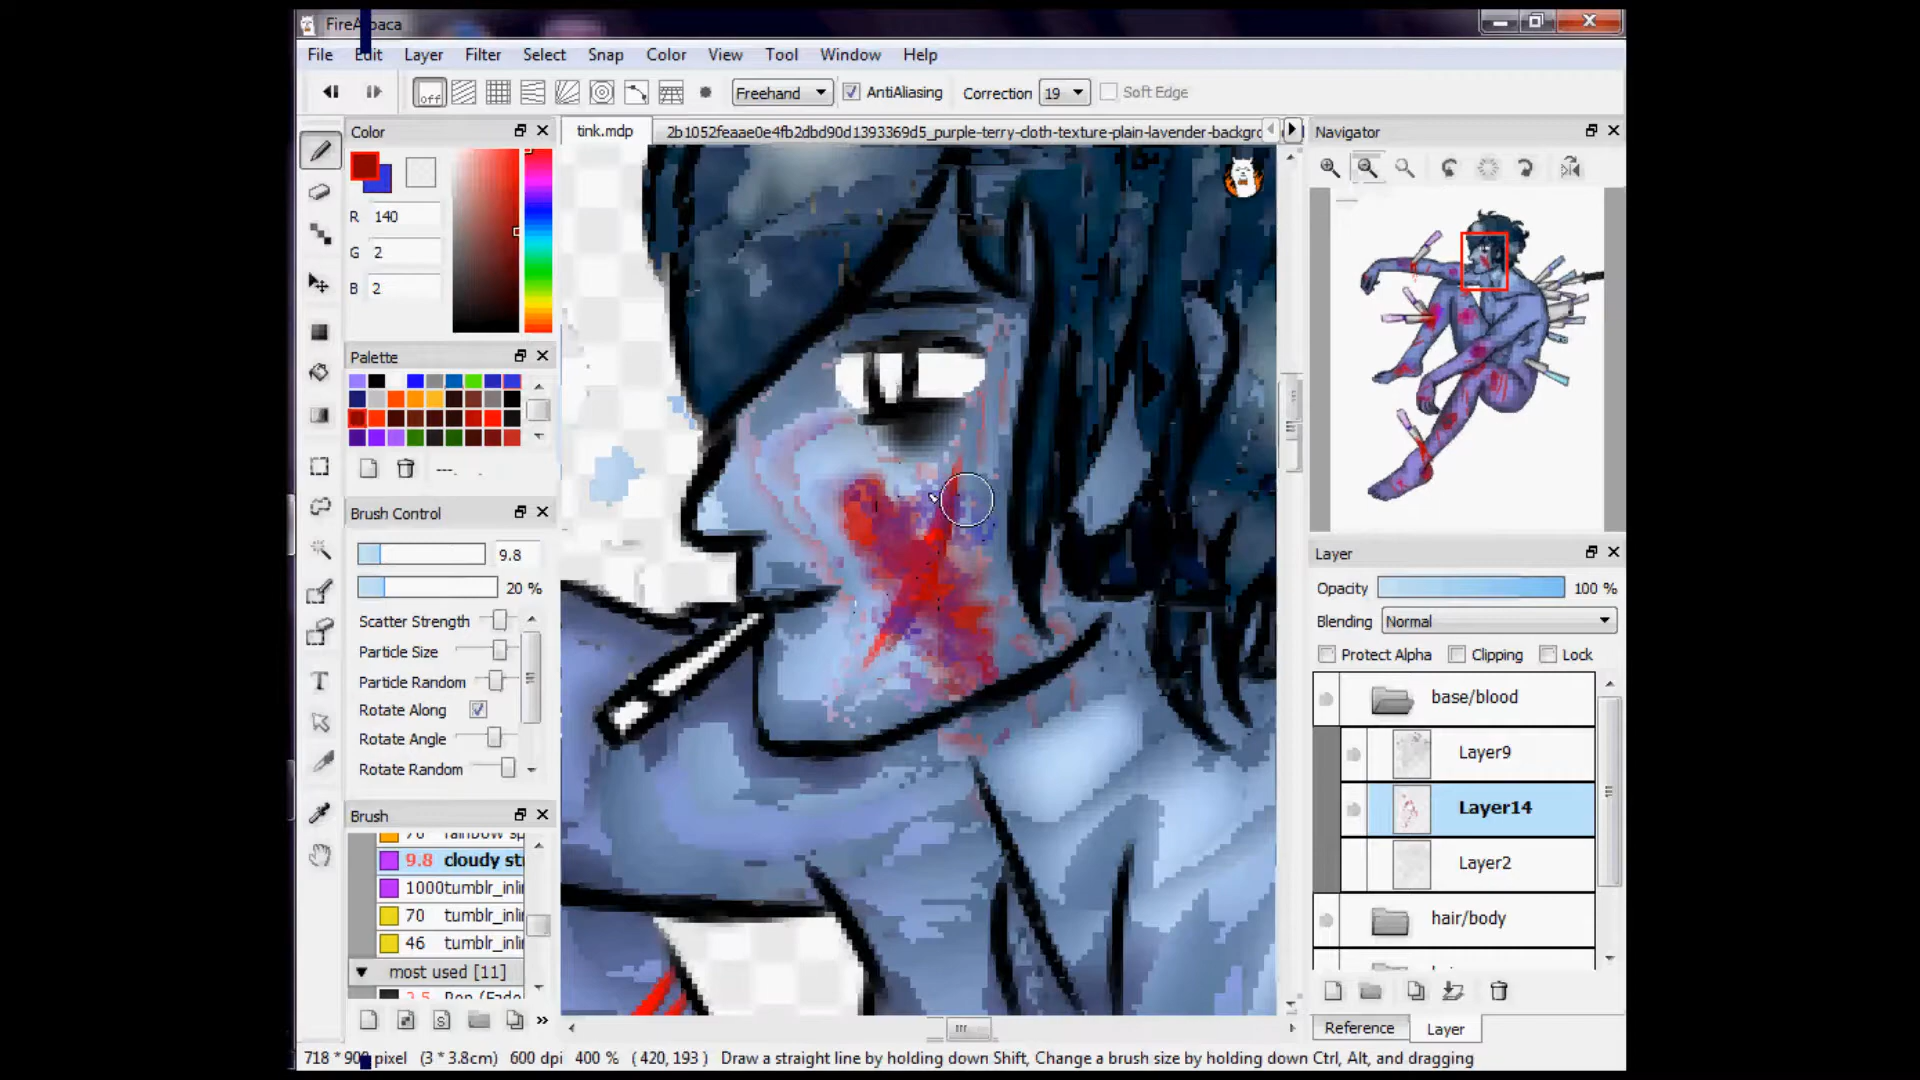 FireAlpaca
File Edit Layer Filter Select Snap Color View Tool Window Help
off Freehand AntiAliasing Correction 19 Soft Edge
Color
tink.mdp 2b1052feaae0e4fb2dbd90d1393369d5_purple-terry-cloth-texture-plain-lavender-backgro
Navigator
R 140
G 2
B 2
Palette
Brush Control
9.8
20 %
Scatter Strength
Particle Size
Particle Random
Rotate Along
Rotate Angle
Rotate Random
Brush
9.8 cloudy st
1000 tumblr_inli
70 tumblr_inli
46 tumblr_inli
most used [11]
Layer
Opacity 100 %
Blending Normal
Protect Alpha Clipping Lock
base/blood
Layer9
Layer14
Layer2
hair/body
Reference Layer
pixel (3 * 3.8cm) 600 dpi 400 % (420, 193) Draw a straight line by holding down Shift, Change a brush size by holding down Ctrl, Alt, and dragging